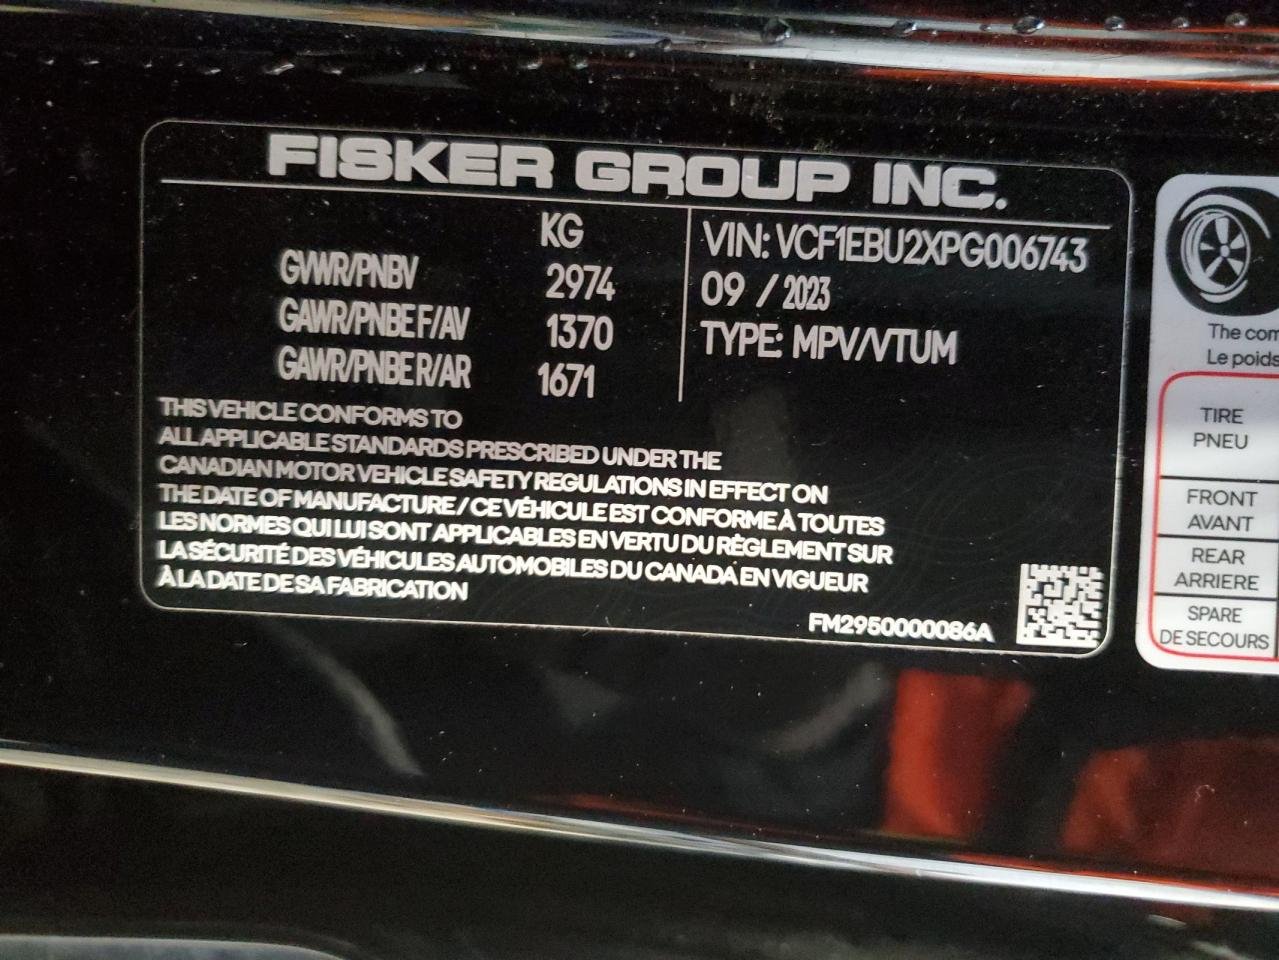 FISKER GROUP INC.
KG
GVWR/PNBV 2974
GAWR/PNBE F/AV 1370
GAWR/PNBE R/AR 1671
VIN: VCF1EBU2XPG006743
09 / 2023
TYPE: MPV/VTUM
THIS VEHICLE CONFORMS TO
ALL APPLICABLE STANDARDS PRESCRIBED UNDER THE
CANADIAN MOTOR VEHICLE SAFETY REGULATIONS IN EFFECT ON
THE DATE OF MANUFACTURE / CE VÉHICULE EST CONFORME À TOUTES
LES NORMES QUI LUI SONT APPLICABLES EN VERTU DU RÈGLEMENT SUR
LA SÉCURITÉ DES VÉHICULES AUTOMOBILES DU CANADA EN VIGUEUR
À LA DATE DE SA FABRICATION
FM2950000086A
The com
Le poids
TIRE
PNEU
FRONT
AVANT
REAR
ARRIERE
SPARE
DE SECOURS